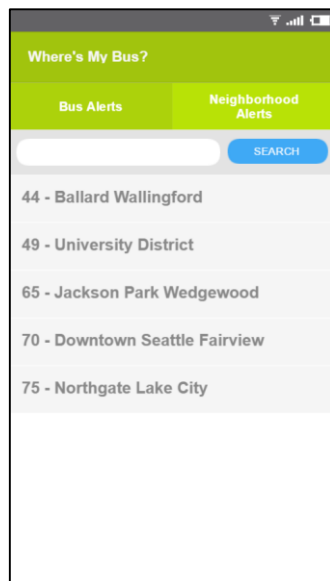 Where's My Bus?
Bus Alerts
Neighborhood
Alerts
SEARCH
44 - Ballard Wallingford
49 - University District
65 - Jackson Park Wedgewood
70 - Downtown Seattle Fairview
75 - Northgate Lake City